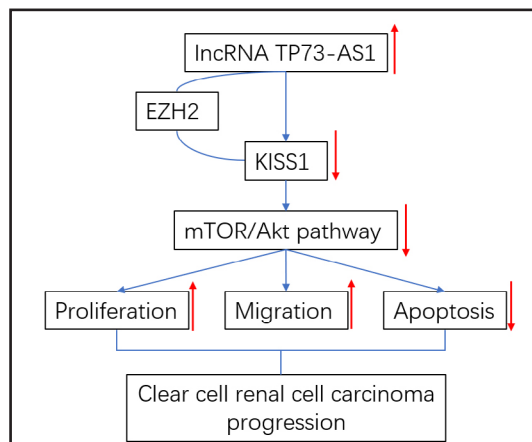 lncRNA TP73-AS1
EZH2
KISS1
mTOR/Akt pathway
Proliferation
Migration
Apoptosis
Clear cell renal cell carcinoma
progression